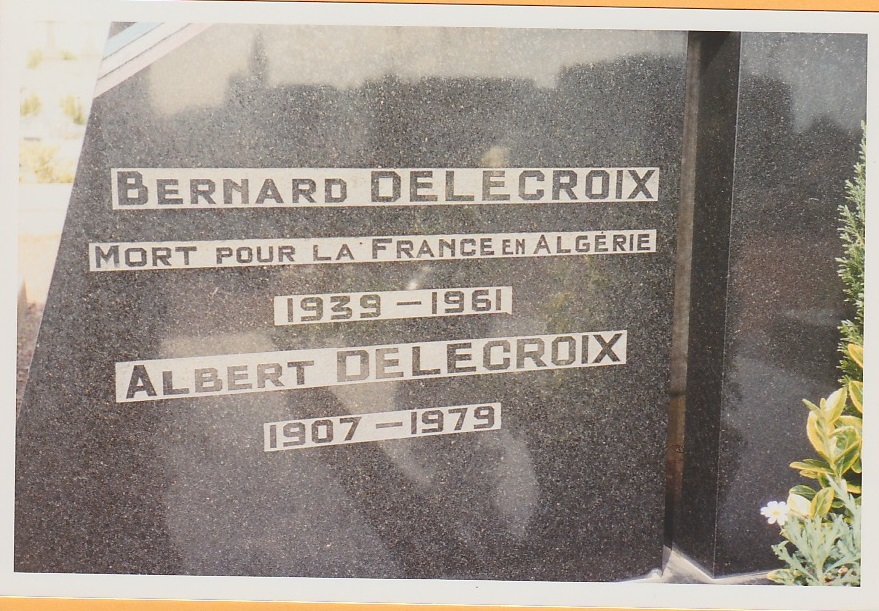 BERNARD DELECROIX
MORT POUR LA FRANCE EN ALGÉRIE
1939 - 1961
ALBERT DELECROIX
1907 - 1979